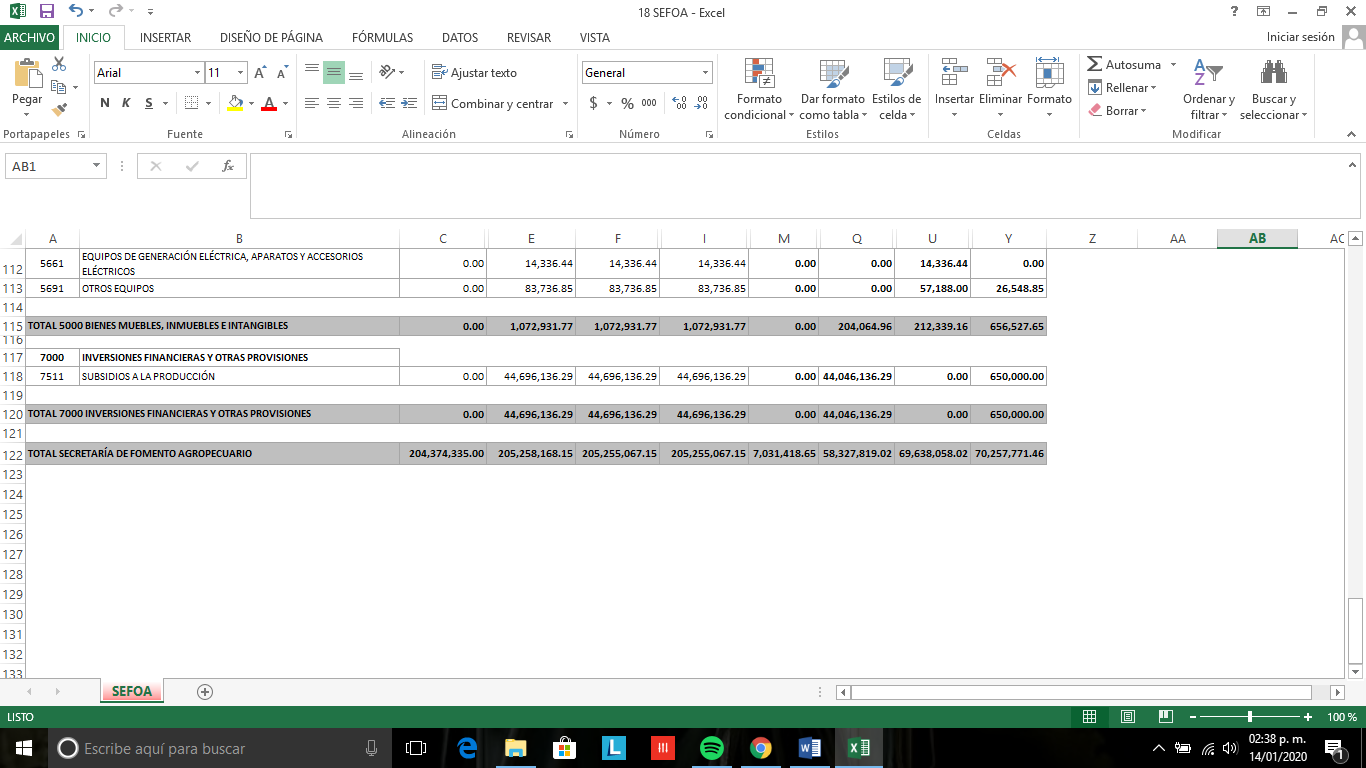 18 SEFOA - Excel
ARCHIVO INICIO INSERTAR DISEÑO DE PÁGINA FÓRMULAS DATOS REVISAR VISTA Iniciar sesión
Pegar
Arial 11
N K S
Ajustar texto
Combinar y centrar
General
$ % 000
Formato condicional
Dar formato como tabla
Estilos de celda
Insertar Eliminar Formato
Autosuma
Rellenar
Borrar
Ordenar y filtrar
Buscar y seleccionar
Portapapeles Fuente Alineación Número Estilos Celdas Modificar
AB1 fx
A B C E F I M Q U Y Z AA AB AC
112 5661 EQUIPOS DE GENERACIÓN ELÉCTRICA, APARATOS Y ACCESORIOS ELÉCTRICOS 0.00 14,336.44 14,336.44 14,336.44 0.00 0.00 14,336.44 0.00
113 5691 OTROS EQUIPOS 0.00 83,736.85 83,736.85 83,736.85 0.00 0.00 57,188.00 26,548.85
114
115 TOTAL 5000 BIENES MUEBLES, INMUEBLES E INTANGIBLES 0.00 1,072,931.77 1,072,931.77 1,072,931.77 0.00 204,064.96 212,339.16 656,527.65
116
117 7000 INVERSIONES FINANCIERAS Y OTRAS PROVISIONES
118 7511 SUBSIDIOS A LA PRODUCCIÓN 0.00 44,696,136.29 44,696,136.29 44,696,136.29 0.00 44,046,136.29 0.00 650,000.00
119
120 TOTAL 7000 INVERSIONES FINANCIERAS Y OTRAS PROVISIONES 0.00 44,696,136.29 44,696,136.29 44,696,136.29 0.00 44,046,136.29 0.00 650,000.00
121
122 TOTAL SECRETARÍA DE FOMENTO AGROPECUARIO 204,374,335.00 205,258,168.15 205,255,067.15 205,255,067.15 7,031,418.65 58,327,819.02 69,638,058.02 70,257,771.46
123
124
125
126
127
128
129
130
131
132
133
SEFOA
LISTO 100 %
Escribe aquí para buscar
02:38 p. m.
14/01/2020
1